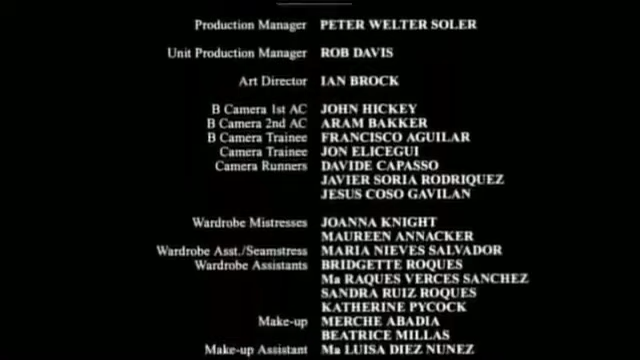 Production Manager PETER WELTER SOLER
Unit Production Manager ROB DAVIS
Art Director IAN BROCK
B Camera 1st AC JOHN HICKEY
B Camera 2nd AC ARAM BAKKER
B Camera Trainee FRANCISCO AGUILAR
Camera Trainee JON ELICEGUI
Camera Runners DAVIDE CAPASSO
JAVIER SORIA RODRIQUEZ
JESUS COSO GAVILAN
Wardrobe Mistresses JOANNA KNIGHT
MAUREEN ANNACKER
Wardrobe Asst./Seamstress MARIA NIEVES SALVADOR
Wardrobe Assistants BRIDGETTE ROQUES
Ma RAQUES VERCES SANCHEZ
SANDRA RUIZ ROQUES
KATHERINE PYCOCK
Make-up MERCHE ABADIA
BEATRICE MILLAS
Make-up Assistant Ma LUISA DIEZ NUNEZ